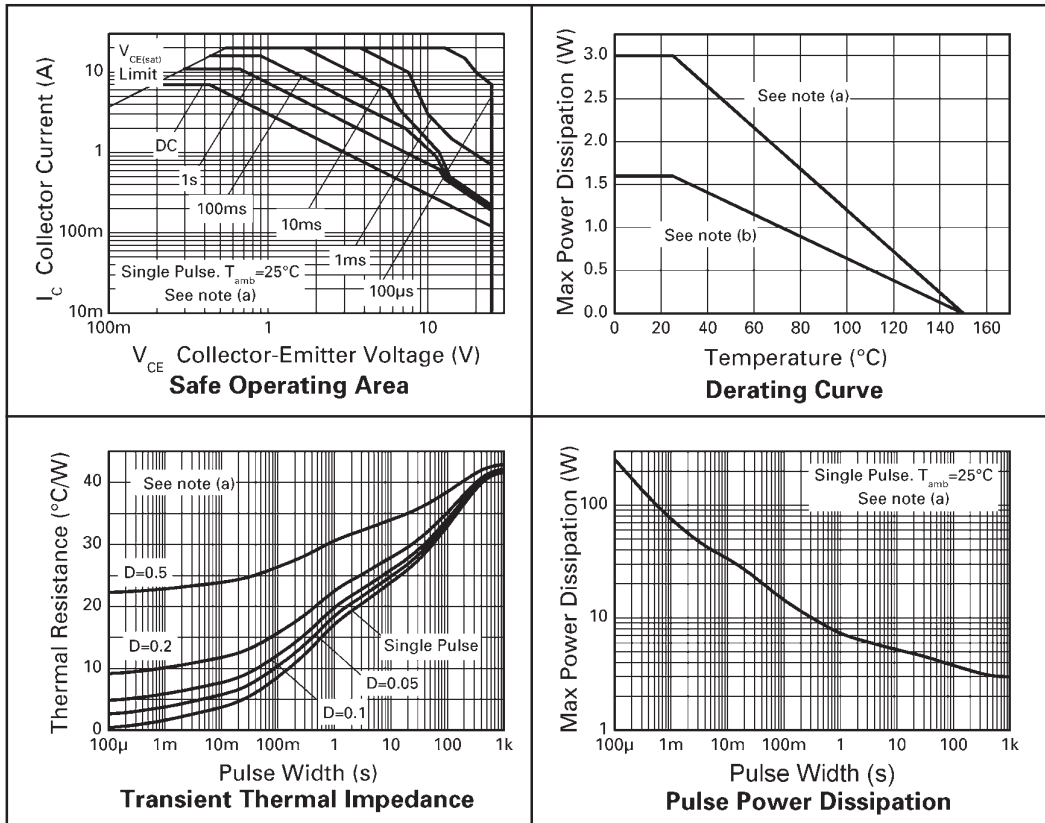 V_CE(sat)
Limit
DC
1s
100ms
10ms
1ms
100µs
Single Pulse. T_amb=25°C
See note (a)
10
1
100m
10m
100m
1
10
I_C Collector Current (A)
V_CE Collector-Emitter Voltage (V)
Safe Operating Area
3.0
2.5
2.0
1.5
1.0
0.5
0.0
See note (a)
See note (b)
0
20
40
60
80
100
120
140
160
Max Power Dissipation (W)
Temperature (°C)
Derating Curve
40
30
20
10
0
See note (a)
D=0.5
D=0.2
Single Pulse
D=0.05
D=0.1
100µ
1m
10m
100m
1
10
100
1k
Thermal Resistance (°C/W)
Pulse Width (s)
Transient Thermal Impedance
Single Pulse. T_amb=25°C
See note (a)
100
10
1
100µ
1m
10m
100m
1
10
100
1k
Max Power Dissipation (W)
Pulse Width (s)
Pulse Power Dissipation